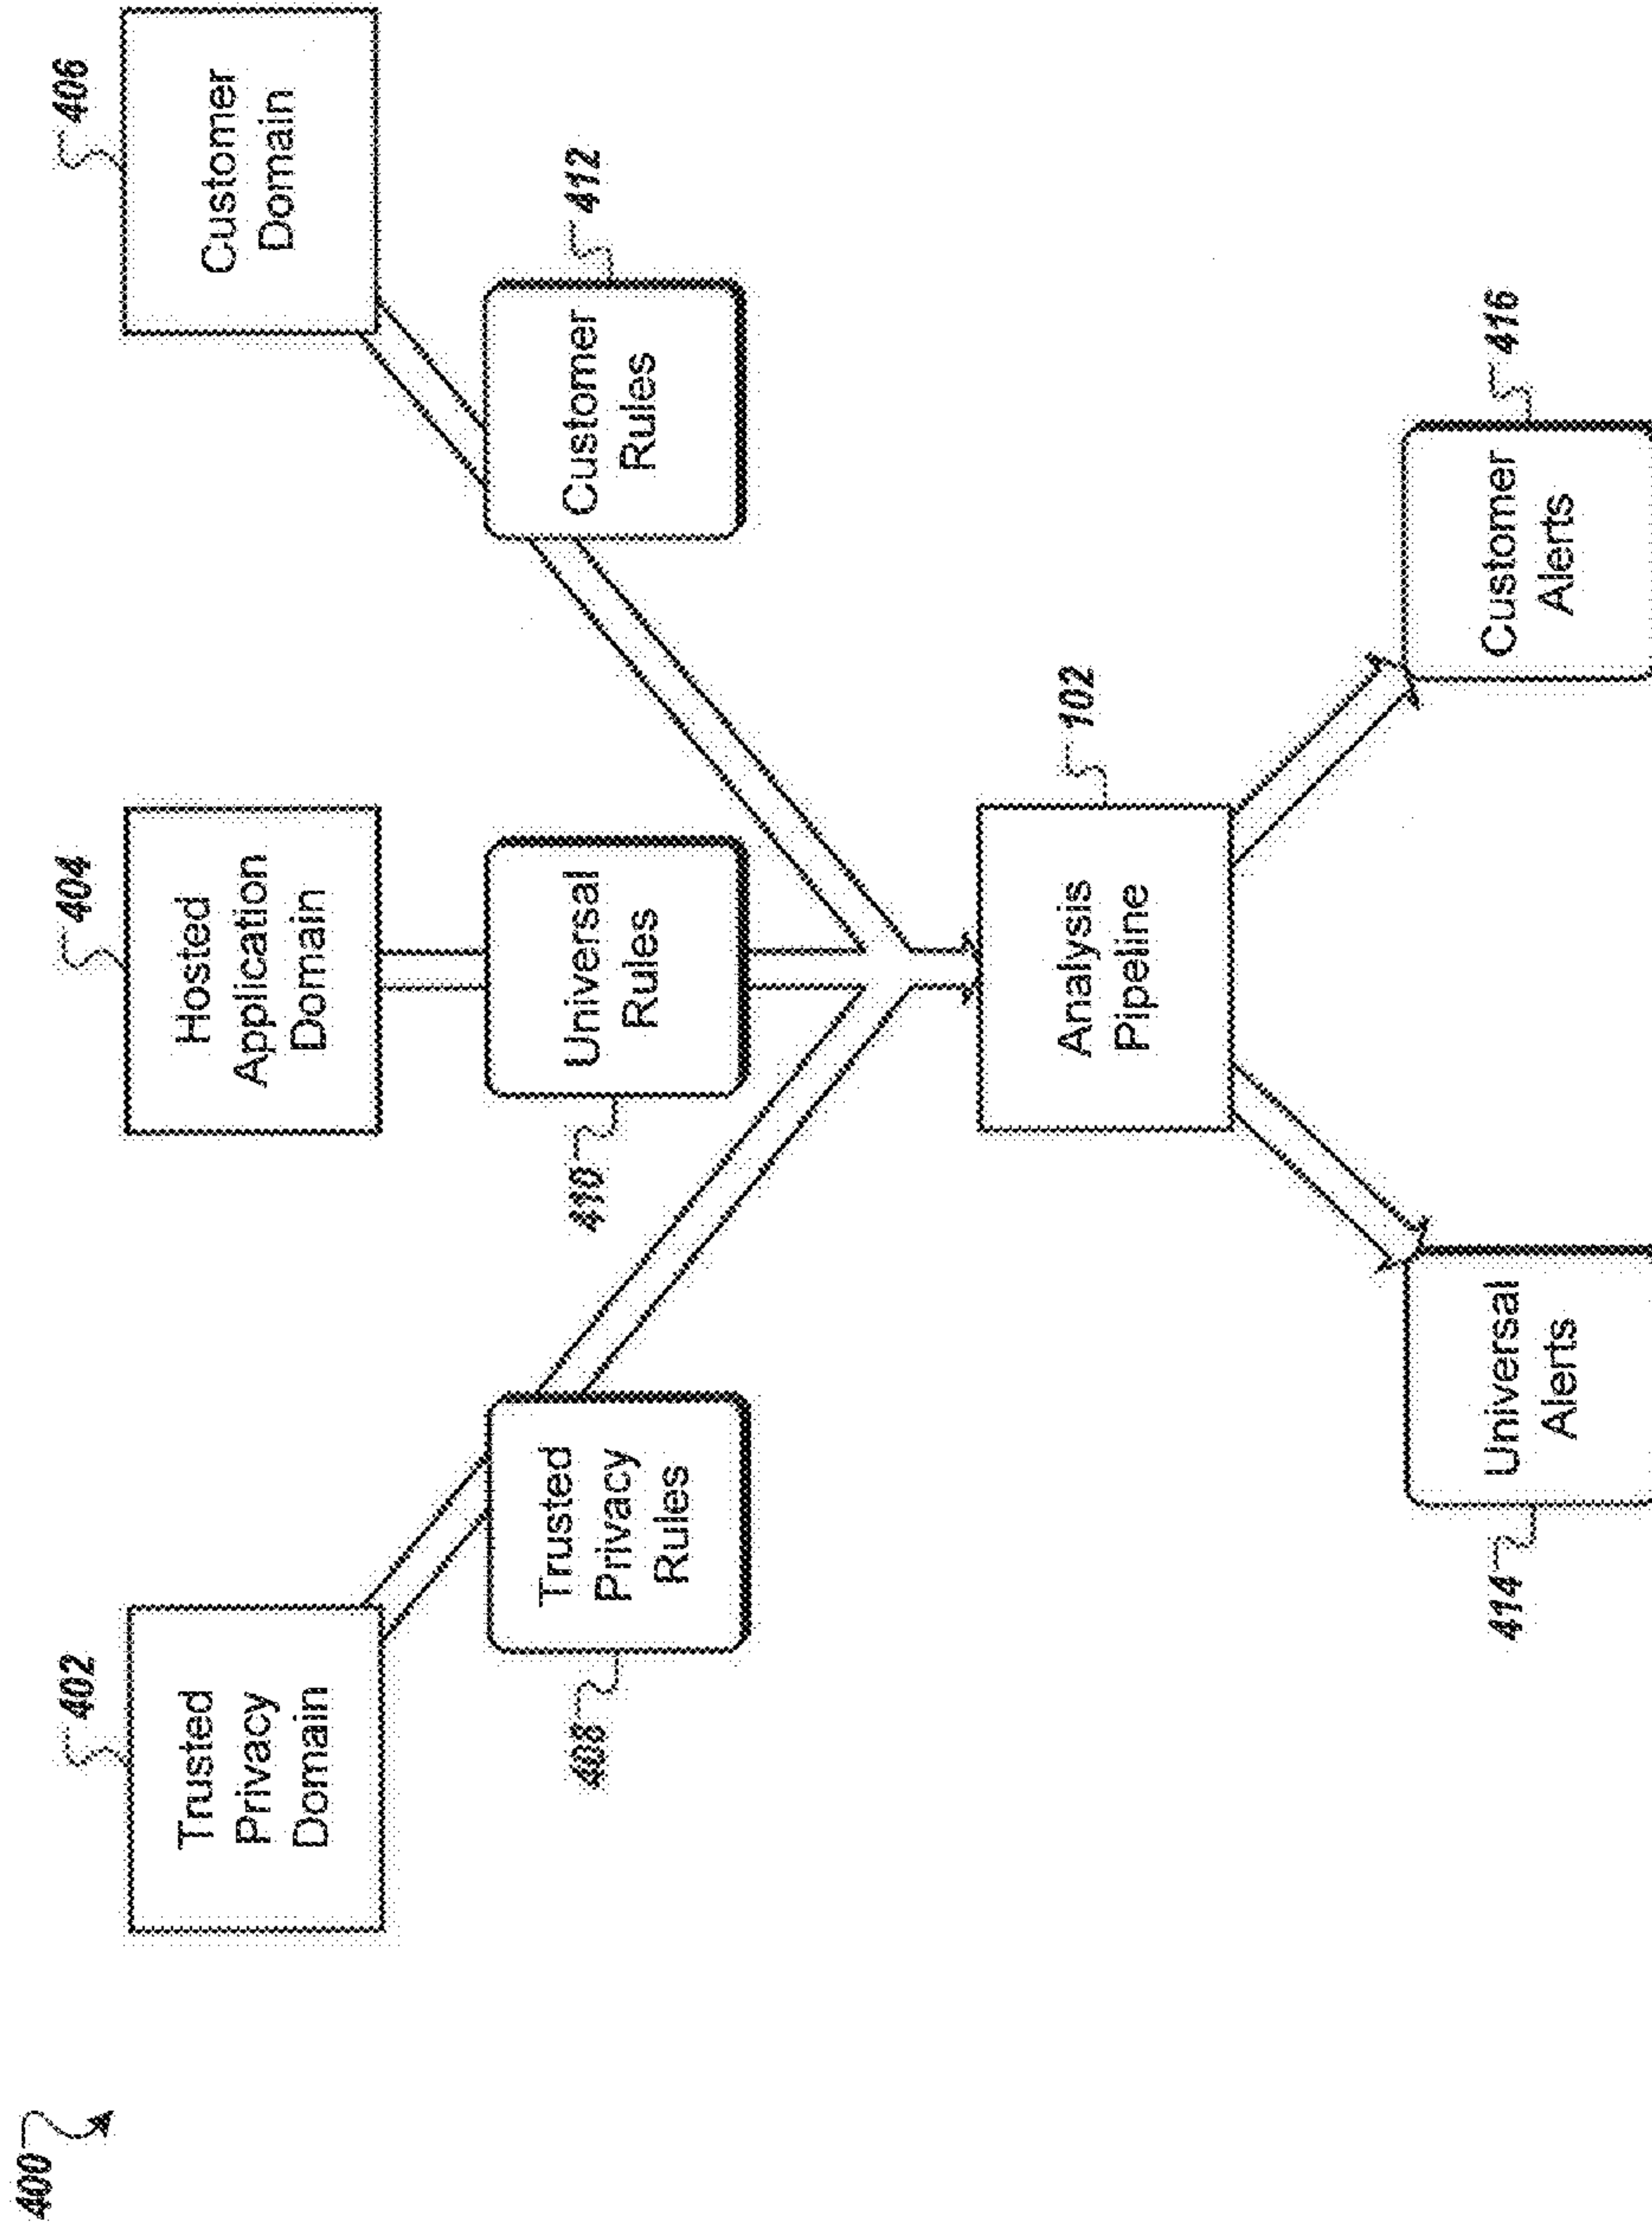 400
402
Trusted
Privacy
Domain
404
Hosted
Application
Domain
406
Customer
Domain
408
Trusted
Privacy
Rules
410
Universal
Rules
412
Customer
Rules
102
Analysis
Pipeline
414
Universal
Alerts
416
Customer
Alerts